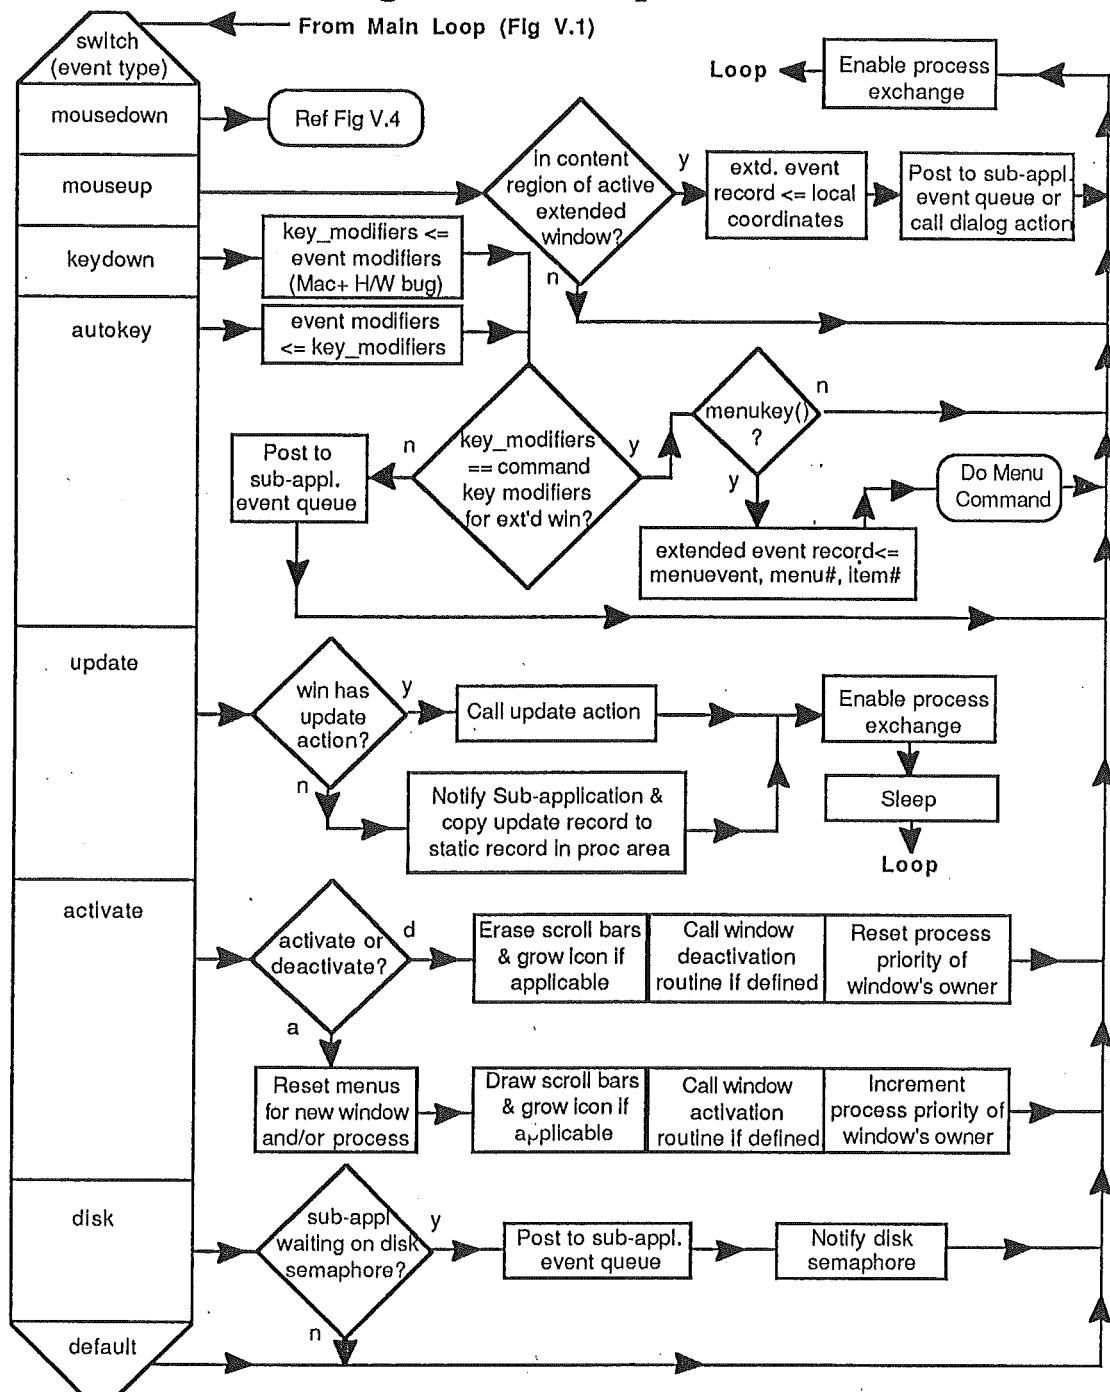 From Main Loop (Fig V.1)
switch
(event type)
Loop
Enable process
exchange
mousedown
Ref Fig V.4
mouseup
in content
region of active
extended
window?
y
n
extd. event
record <= local
coordinates
Post to sub-appl.
event queue or
call dialog action
keydown
key_modifiers <=
event modifiers
(Mac+ H/W bug)
autokey
event modifiers
<= key_modifiers
key_modifiers
== command
key modifiers
for ext'd win?
n
y
Post to
sub-appl.
event queue
menukey()
?
n
y
extended event record<=
menuevent, menu#, item#
Do Menu
Command
update
win has
update
action?
y
n
Call update action
Notify Sub-application &
copy update record to
static record in proc area
Enable process
exchange
Sleep
Loop
activate
activate or
deactivate?
d
a
Erase scroll bars
& grow icon if
applicable
Call window
deactivation
routine if defined
Reset process
priority of
window's owner
Reset menus
for new window
and/or process
Draw scroll bars
& grow icon if
applicable
Call window
activation
routine if defined
Increment
process priority of
window's owner
disk
sub-appl
waiting on disk
semaphore?
y
n
Post to sub-appl.
event queue
Notify disk
semaphore
default